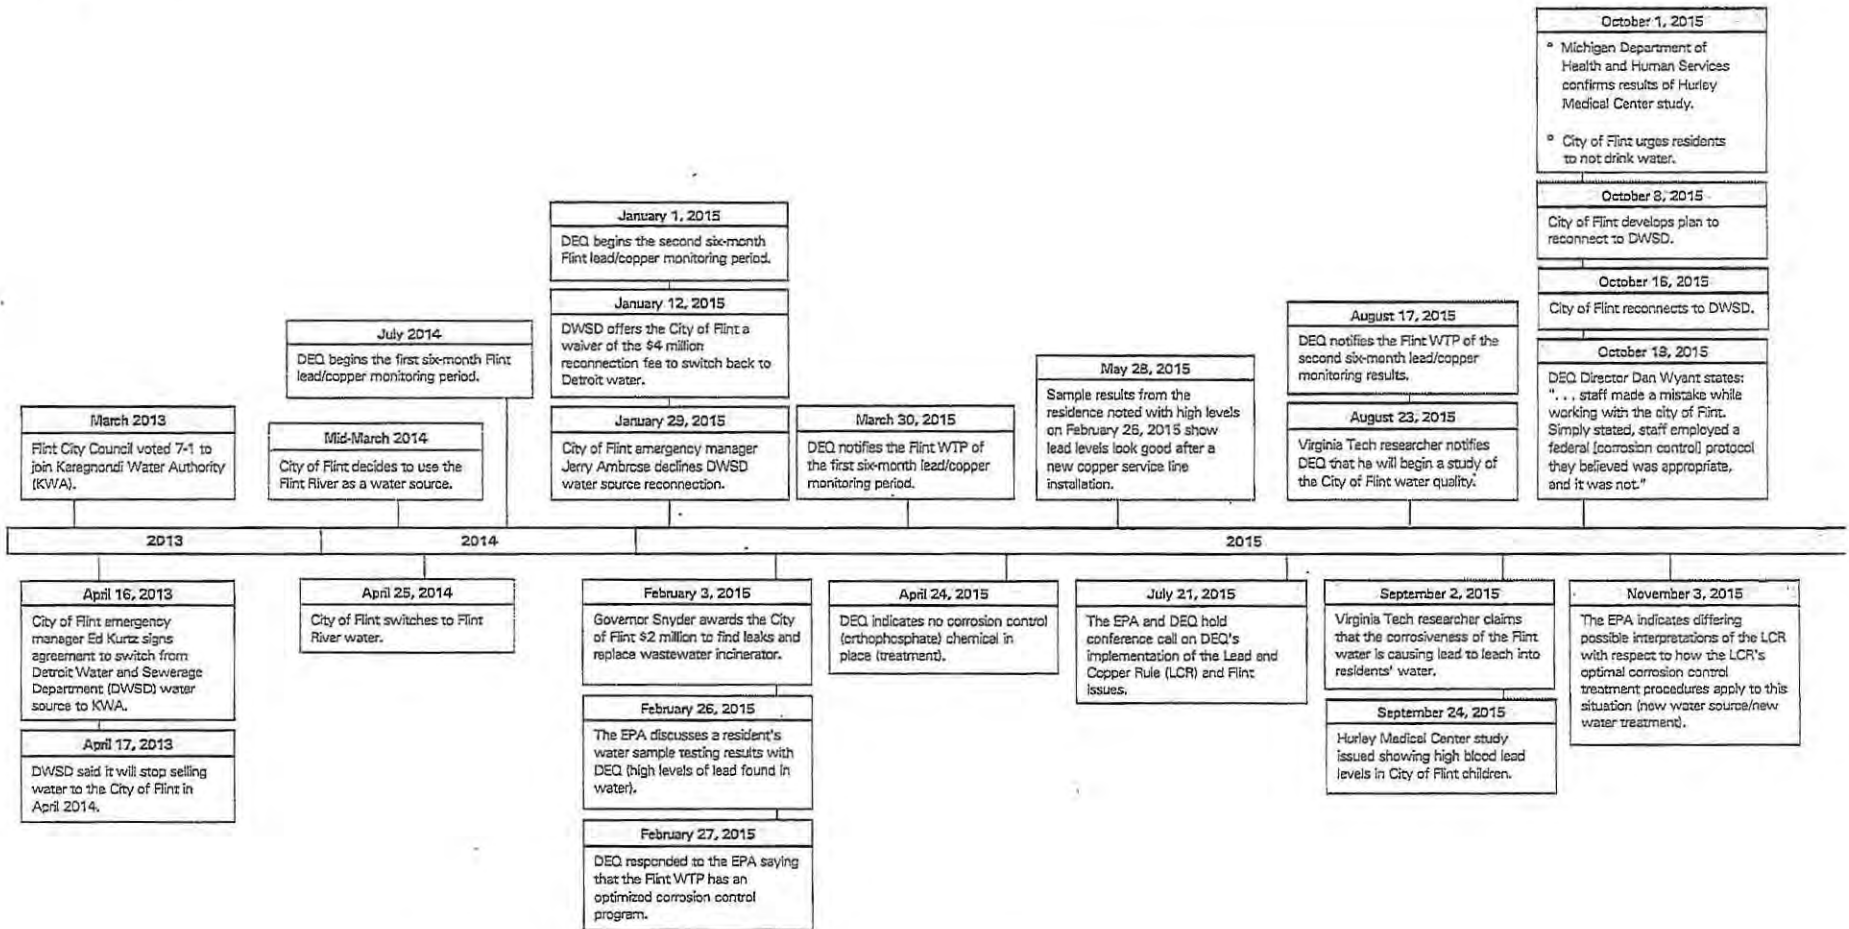 March 2013
Flint City Council voted 7-1 to
join Karegnondi Water Authority
(KWA).
Mid-March 2014
City of Flint decides to use the
Flint River as a water source.
July 2014
DEQ begins the first six-month Flint
lead/copper monitoring period.
January 1, 2015
DEQ begins the second six-month
Flint lead/copper monitoring period.
January 12, 2015
DWSD offers the City of Flint a
waiver of the $4 million
reconnection fee to switch back to
Detroit water.
January 29, 2015
City of Flint emergency manager
Jerry Ambrose declines DWSD
water source reconnection.
March 30, 2015
DEQ notifies the Flint WTP of
the first six-month lead/copper
monitoring period.
May 28, 2015
Sample results from the
residence noted with high levels
on February 26, 2015 show
lead levels look good after a
new copper service line
installation.
August 17, 2015
DEQ notifies the Flint WTP of the
second six-month lead/copper
monitoring results.
August 23, 2015
Virginia Tech researcher notifies
DEQ that he will begin a study of
the City of Flint water quality.
October 1, 2015
° Michigan Department of
Health and Human Services
confirms results of Hurley
Medical Center study.
° City of Flint urges residents
to not drink water.
October 8, 2015
City of Flint develops plan to
reconnect to DWSD.
October 16, 2015
City of Flint reconnects to DWSD.
October 19, 2015
DEQ Director Dan Wyant states:
". . . staff made a mistake while
working with the city of Flint.
Simply stated, staff employed a
federal [corrosion control] protocol
they believed was appropriate,
and it was not."
2013
2014
2015
April 16, 2013
City of Flint emergency
manager Ed Kurtz signs
agreement to switch from
Detroit Water and Sewerage
Department (DWSD) water
source to KWA.
April 17, 2013
DWSD said it will stop selling
water to the City of Flint in
April 2014.
April 25, 2014
City of Flint switches to Flint
River water.
February 3, 2015
Governor Snyder awards the City
of Flint $2 million to find leaks and
replace wastewater incinerator.
February 26, 2015
The EPA discusses a resident's
water sample testing results with
DEQ (high levels of lead found in
water).
February 27, 2015
DEQ responded to the EPA saying
that the Flint WTP has an
optimized corrosion control
program.
April 24, 2015
DEQ indicates no corrosion control
(orthophosphate) chemical in
place (treatment).
July 21, 2015
The EPA and DEQ hold
conference call on DEQ's
implementation of the Lead and
Copper Rule (LCR) and Flint
issues.
September 2, 2015
Virginia Tech researcher claims
that the corrosiveness of the Flint
water is causing lead to leach into
residents' water.
September 24, 2015
Hurley Medical Center study
issued showing high blood lead
levels in City of Flint children.
November 3, 2015
The EPA indicates differing
possible interpretations of the LCR
with respect to how the LCR's
optimal corrosion control
treatment procedures apply to this
situation (new water source/new
water treatment).